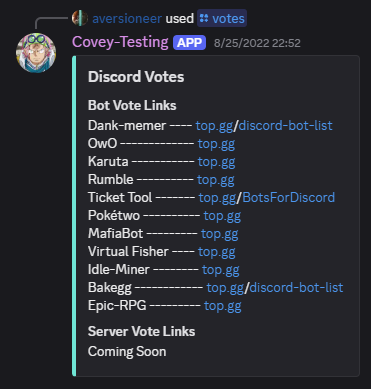 aversioneer used votes
Covey-Testing APP 8/25/2022 22:52
Discord Votes
Bot Vote Links
Dank-memer ---- top.gg/discord-bot-list
OwO ------------- top.gg
Karuta ------------ top.gg
Rumble ---------- top.gg
Ticket Tool ------- top.gg/BotsForDiscord
Pokétwo ---------- top.gg
MafiaBot --------- top.gg
Virtual Fisher ---- top.gg
Idle-Miner -------- top.gg
Bakegg ------------ top.gg/discord-bot-list
Epic-RPG --------- top.gg
Server Vote Links
Coming Soon